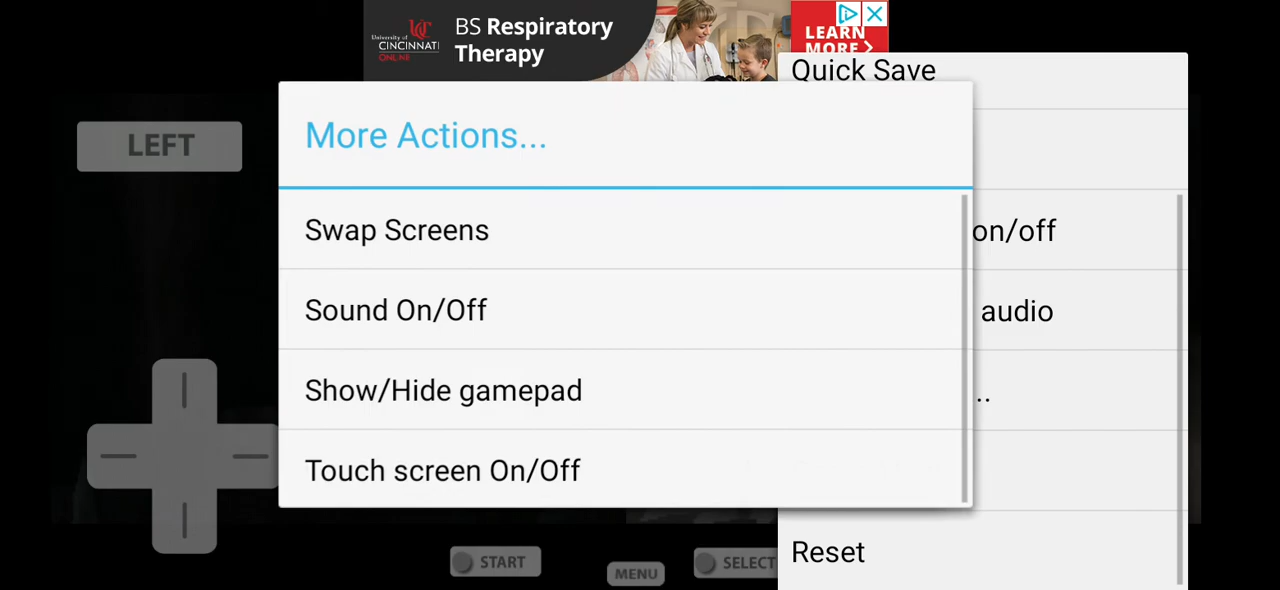 University of
CINCINNATI
ONLINE
BS Respiratory
Therapy
LEARN
MORE
Quick Save
More Actions...
LEFT
Swap Screens
on/off
Sound On/Off
audio
Show/Hide gamepad
..
Touch screen On/Off
Reset
START
MENU
SELECT